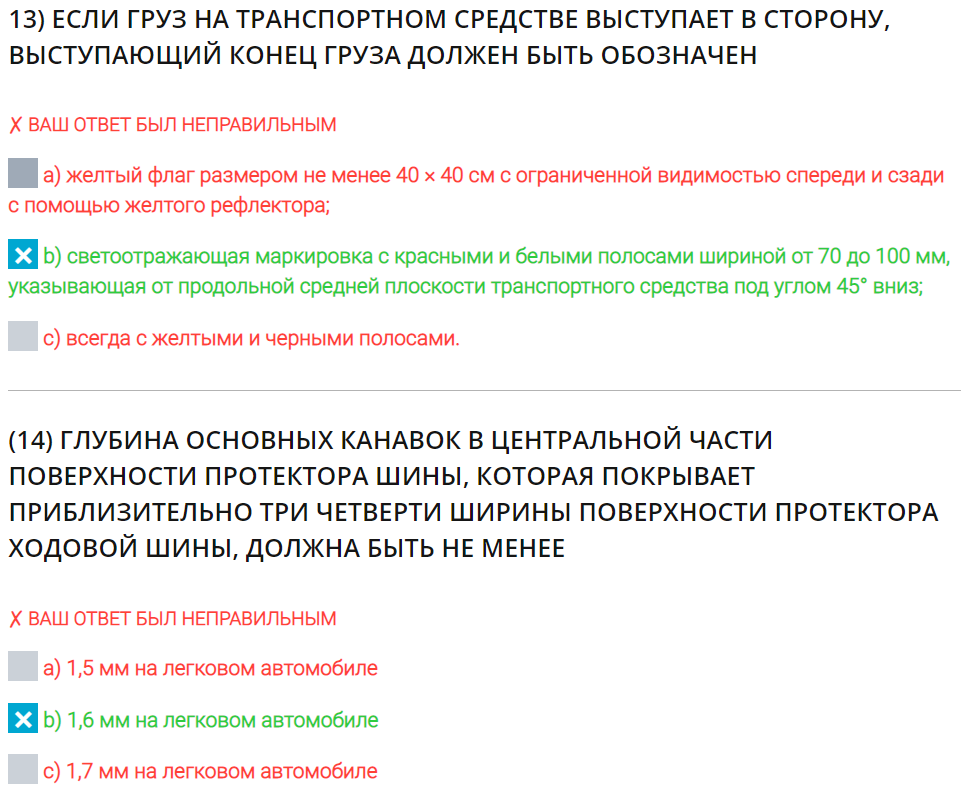 13) ЕСЛИ ГРУЗ НА ТРАНСПОРТНОМ СРЕДСТВЕ ВЫСТУПАЕТ В СТОРОНУ,
ВЫСТУПАЮЩИЙ КОНЕЦ ГРУЗА ДОЛЖЕН БЫТЬ ОБОЗНАЧЕН
✗ ВАШ ОТВЕТ БЫЛ НЕПРАВИЛЬНЫМ
a) желтый флаг размером не менее 40 × 40 см с ограниченной видимостью спереди и сзади
с помощью желтого рефлектора;
b) светоотражающая маркировка с красными и белыми полосами шириной от 70 до 100 мм,
указывающая от продольной средней плоскости транспортного средства под углом 45° вниз;
c) всегда с желтыми и черными полосами.
(14) ГЛУБИНА ОСНОВНЫХ КАНАВОК В ЦЕНТРАЛЬНОЙ ЧАСТИ
ПОВЕРХНОСТИ ПРОТЕКТОРА ШИНЫ, КОТОРАЯ ПОКРЫВАЕТ
ПРИБЛИЗИТЕЛЬНО ТРИ ЧЕТВЕРТИ ШИРИНЫ ПОВЕРХНОСТИ ПРОТЕКТОРА
ХОДОВОЙ ШИНЫ, ДОЛЖНА БЫТЬ НЕ МЕНЕЕ
✗ ВАШ ОТВЕТ БЫЛ НЕПРАВИЛЬНЫМ
a) 1,5 мм на легковом автомобиле
b) 1,6 мм на легковом автомобиле
c) 1,7 мм на легковом автомобиле